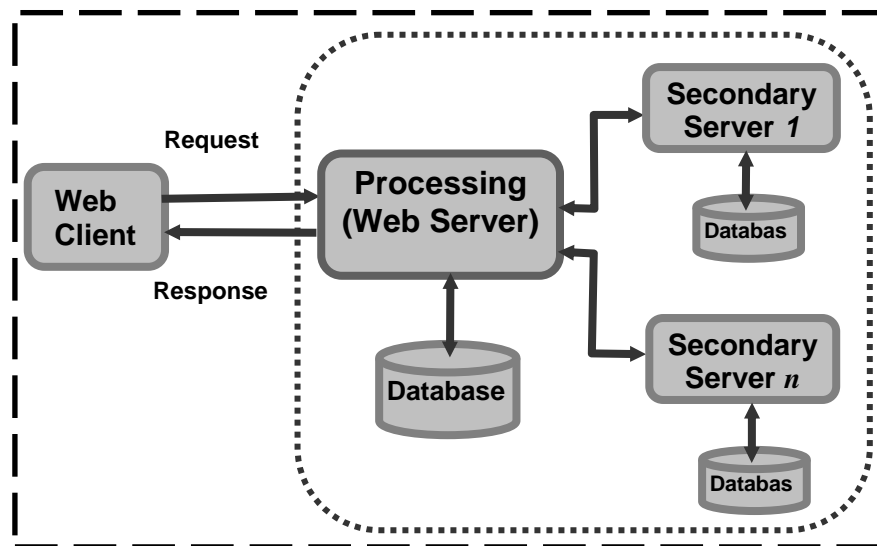 Request
Web
Client
Response
Processing
(Web Server)
Database
Secondary
Server 1
Databas
Secondary
Server n
Databas